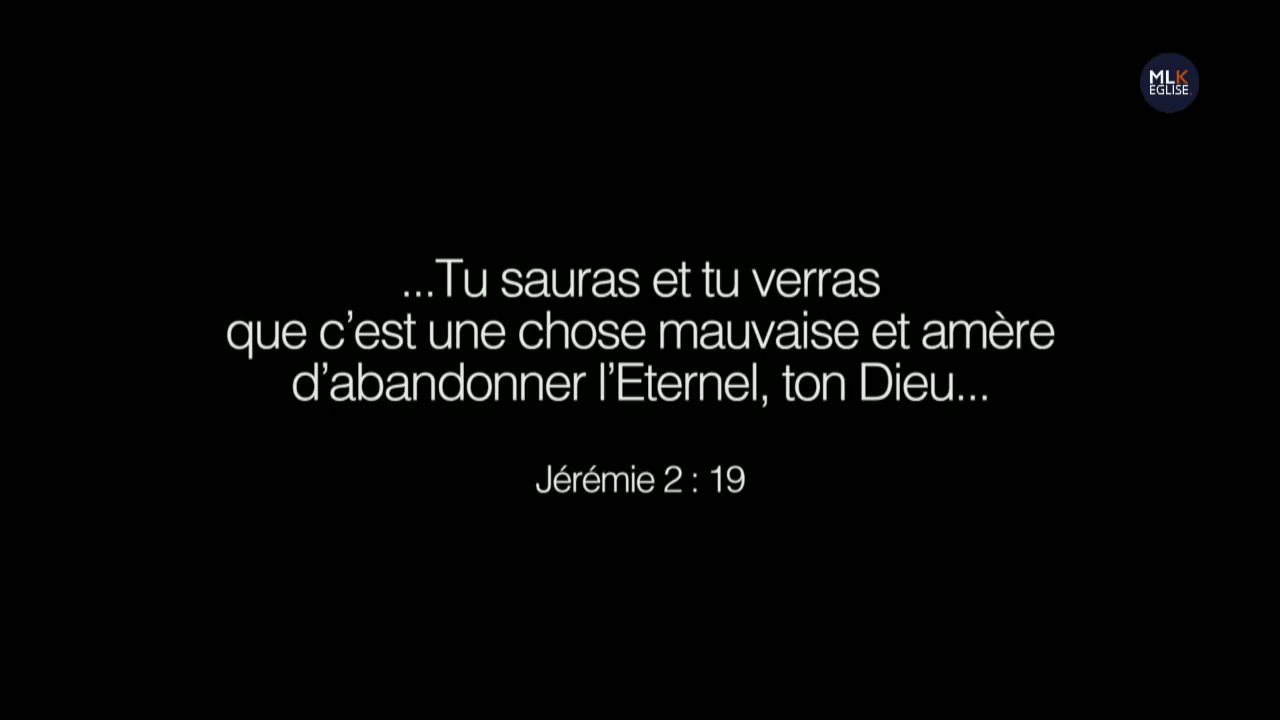 MLK
EGLISE.
...Tu sauras et tu verras
que c’est une chose mauvaise et amère
d’abandonner l’Eternel, ton Dieu...
Jérémie 2 : 19